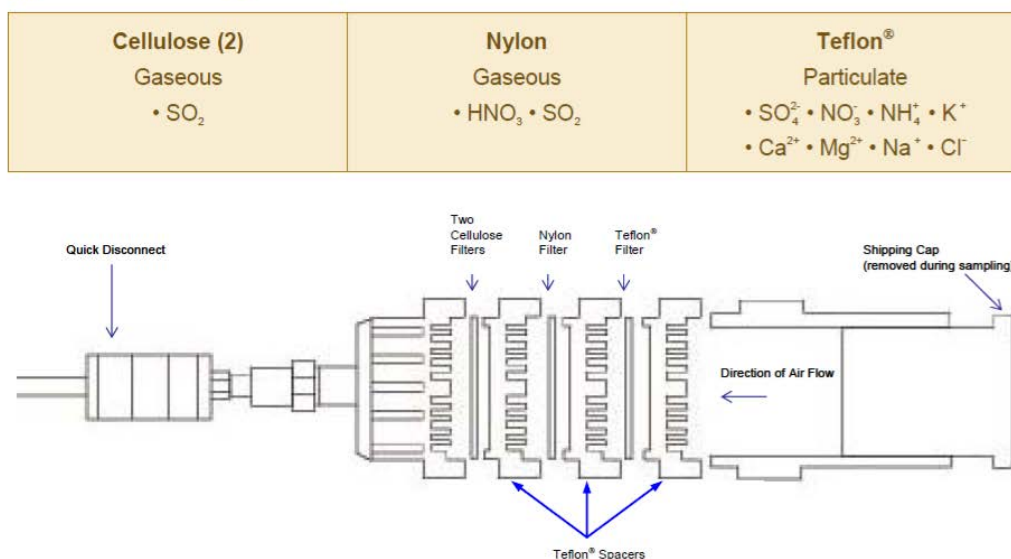 Cellulose (2)
Gaseous
• SO₂
Nylon
Gaseous
• HNO₃ • SO₂
Teflon®
Particulate
• SO₄²⁻ • NO₃⁻ • NH₄⁺ • K⁺
• Ca²⁺ • Mg²⁺ • Na⁺ • Cl⁻
Quick Disconnect
Two
Cellulose
Filters
Nylon
Filter
Teflon®
Filter
Shipping Cap
(removed during sampling)
Direction of Air Flow
Teflon® Spacers